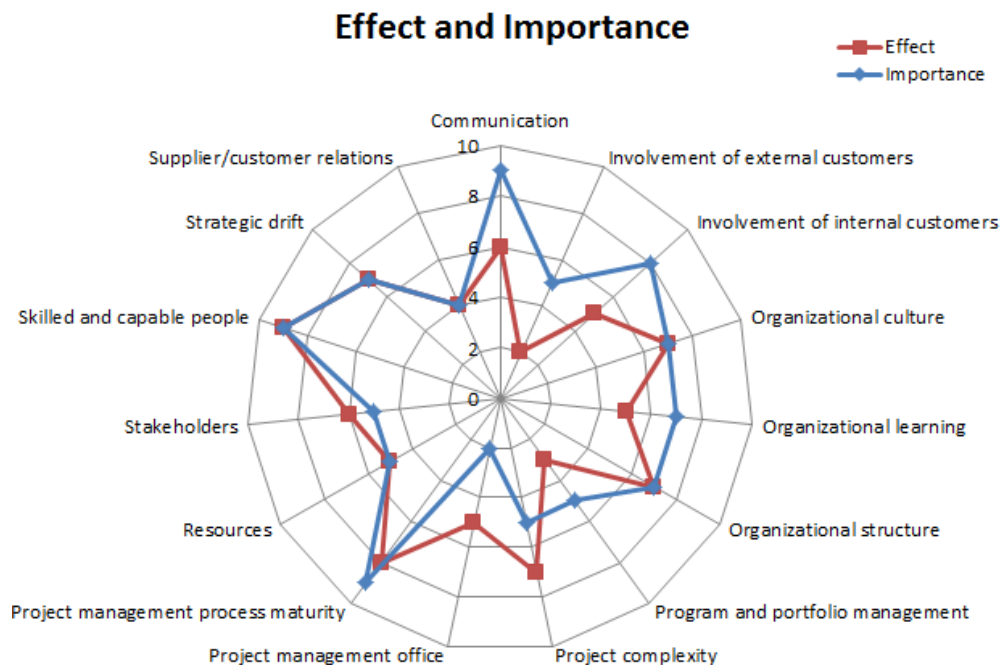 Effect and Importance
Effect
Importance
Communication
10
Supplier/customer relations
Involvement of external customers
8
Strategic drift
Involvement of internal customers
6
Skilled and capable people
4
Organizational culture
2
0
Stakeholders
Organizational learning
Resources
Organizational structure
Project management process maturity
Program and portfolio management
Project management office
Project complexity